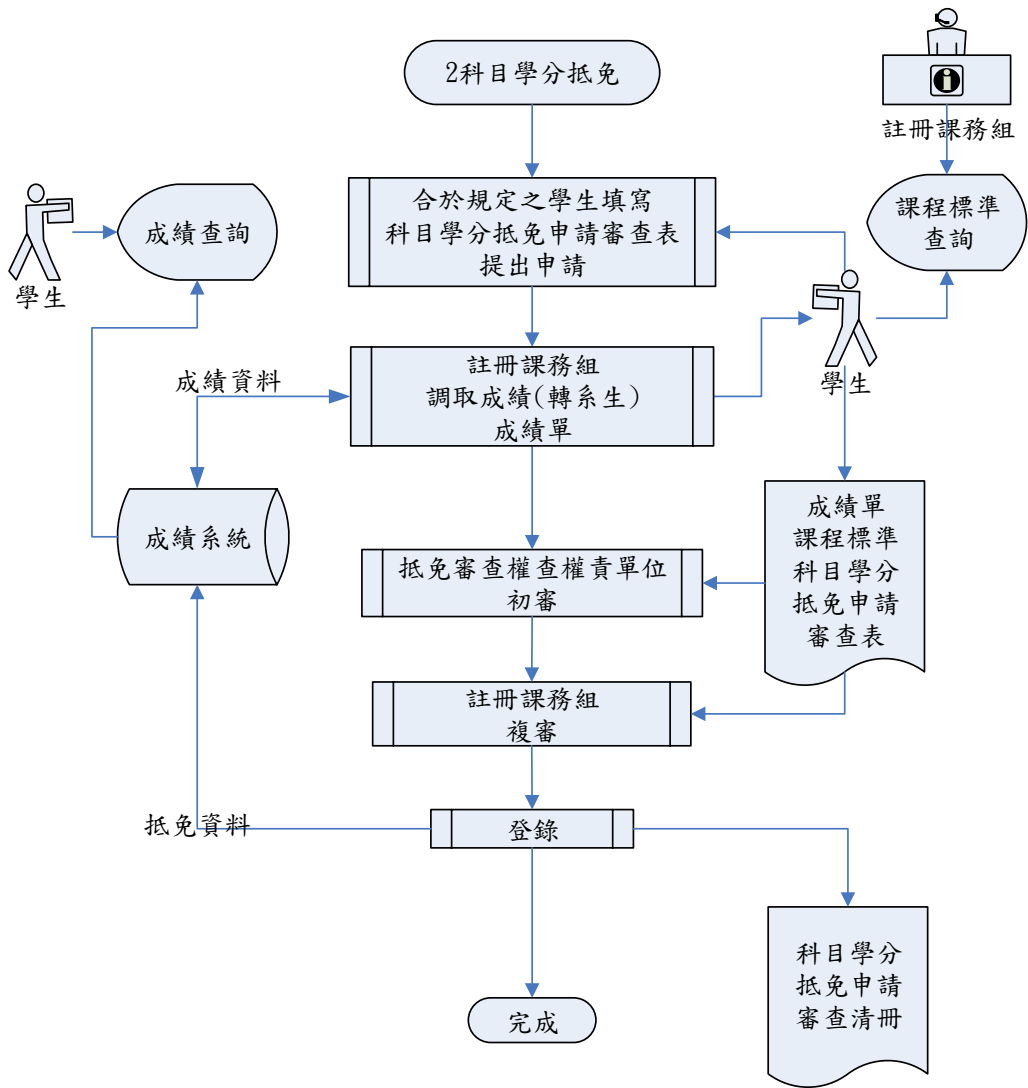 2科目學分抵免
註冊課務組
合於規定之學生填寫
科目學分抵免申請審查表
提出申請
成績查詢
課程標準
查詢
學生
學生
成績資料
註冊課務組
調取成績(轉系生)
成績單
成績系統
成績單
課程標準
科目學分
抵免申請
審查表
抵免審查權查權責單位
初審
註冊課務組
複審
抵免資料
登錄
科目學分
抵免申請
審查清冊
完成